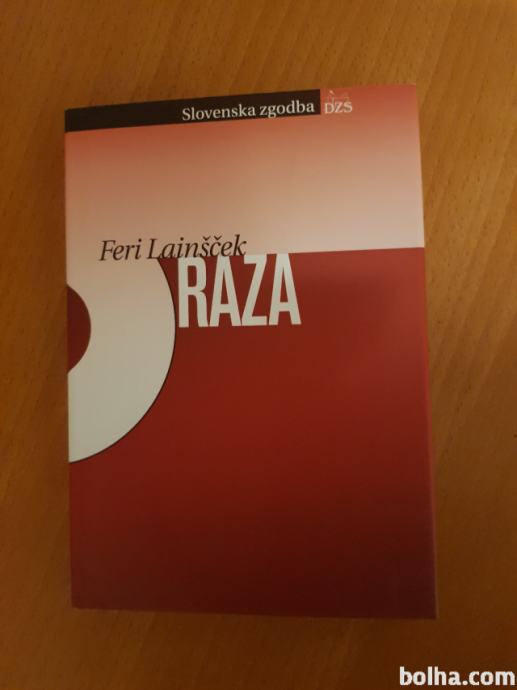 Slovenska zgodba DZS
Feri Lainšček
RAZA
bolha.com